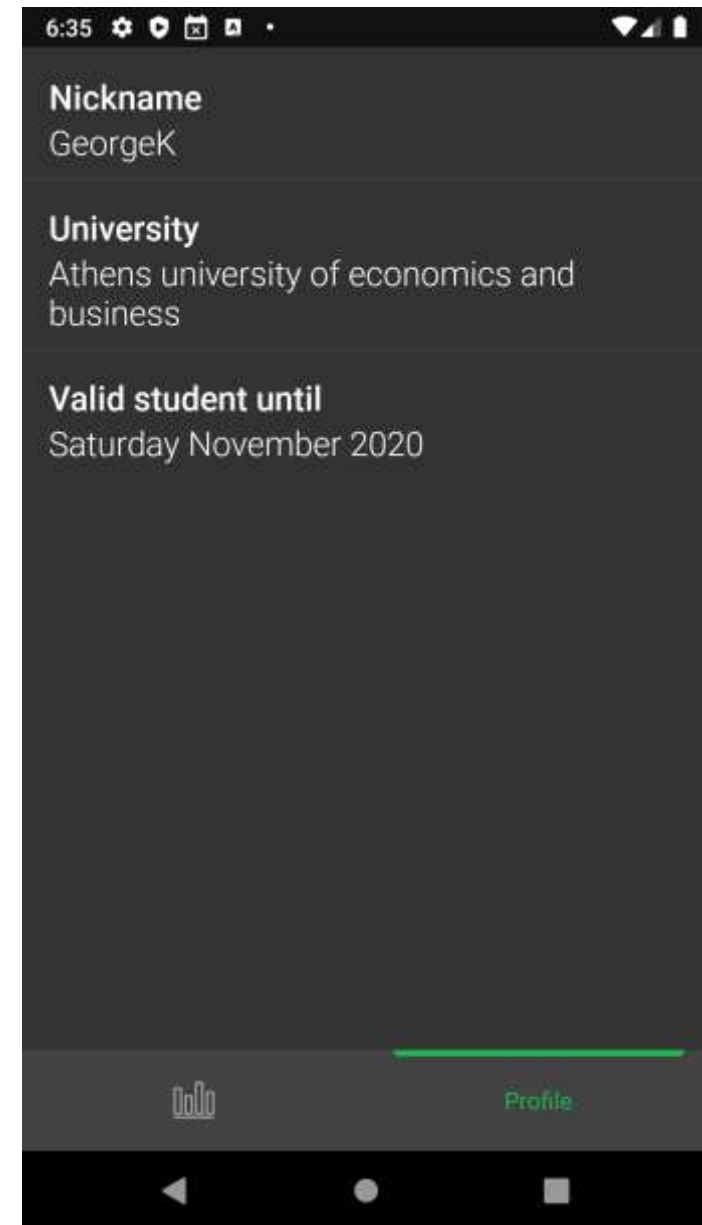 6:35
Nickname
GeorgeK
University
Athens university of economics and
business
Valid student until
Saturday November 2020
Profile